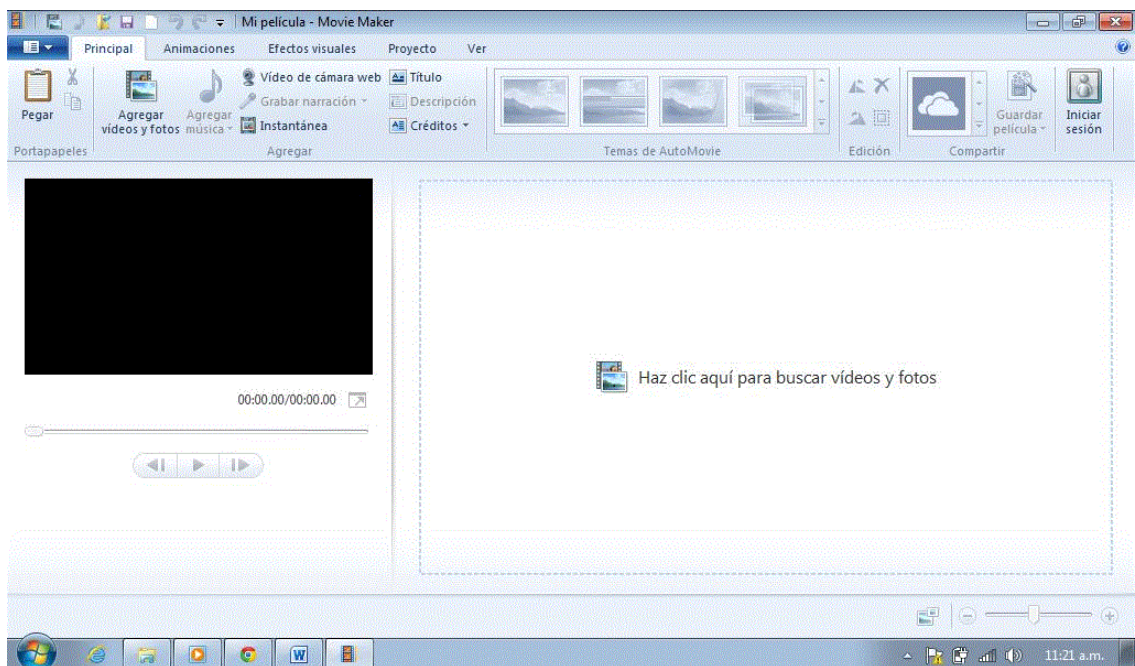 Mi película - Movie Maker
Principal Animaciones Efectos visuales Proyecto Ver
Pegar
Agregar vídeos y fotos
Agregar música
Vídeo de cámara web
Grabar narración
Instantánea
Título
Descripción
Créditos
Guardar película
Iniciar sesión
Portapapeles Agregar Temas de AutoMovie Edición Compartir
00:00.00/00:00.00
Haz clic aquí para buscar vídeos y fotos
W
11:21 a.m.